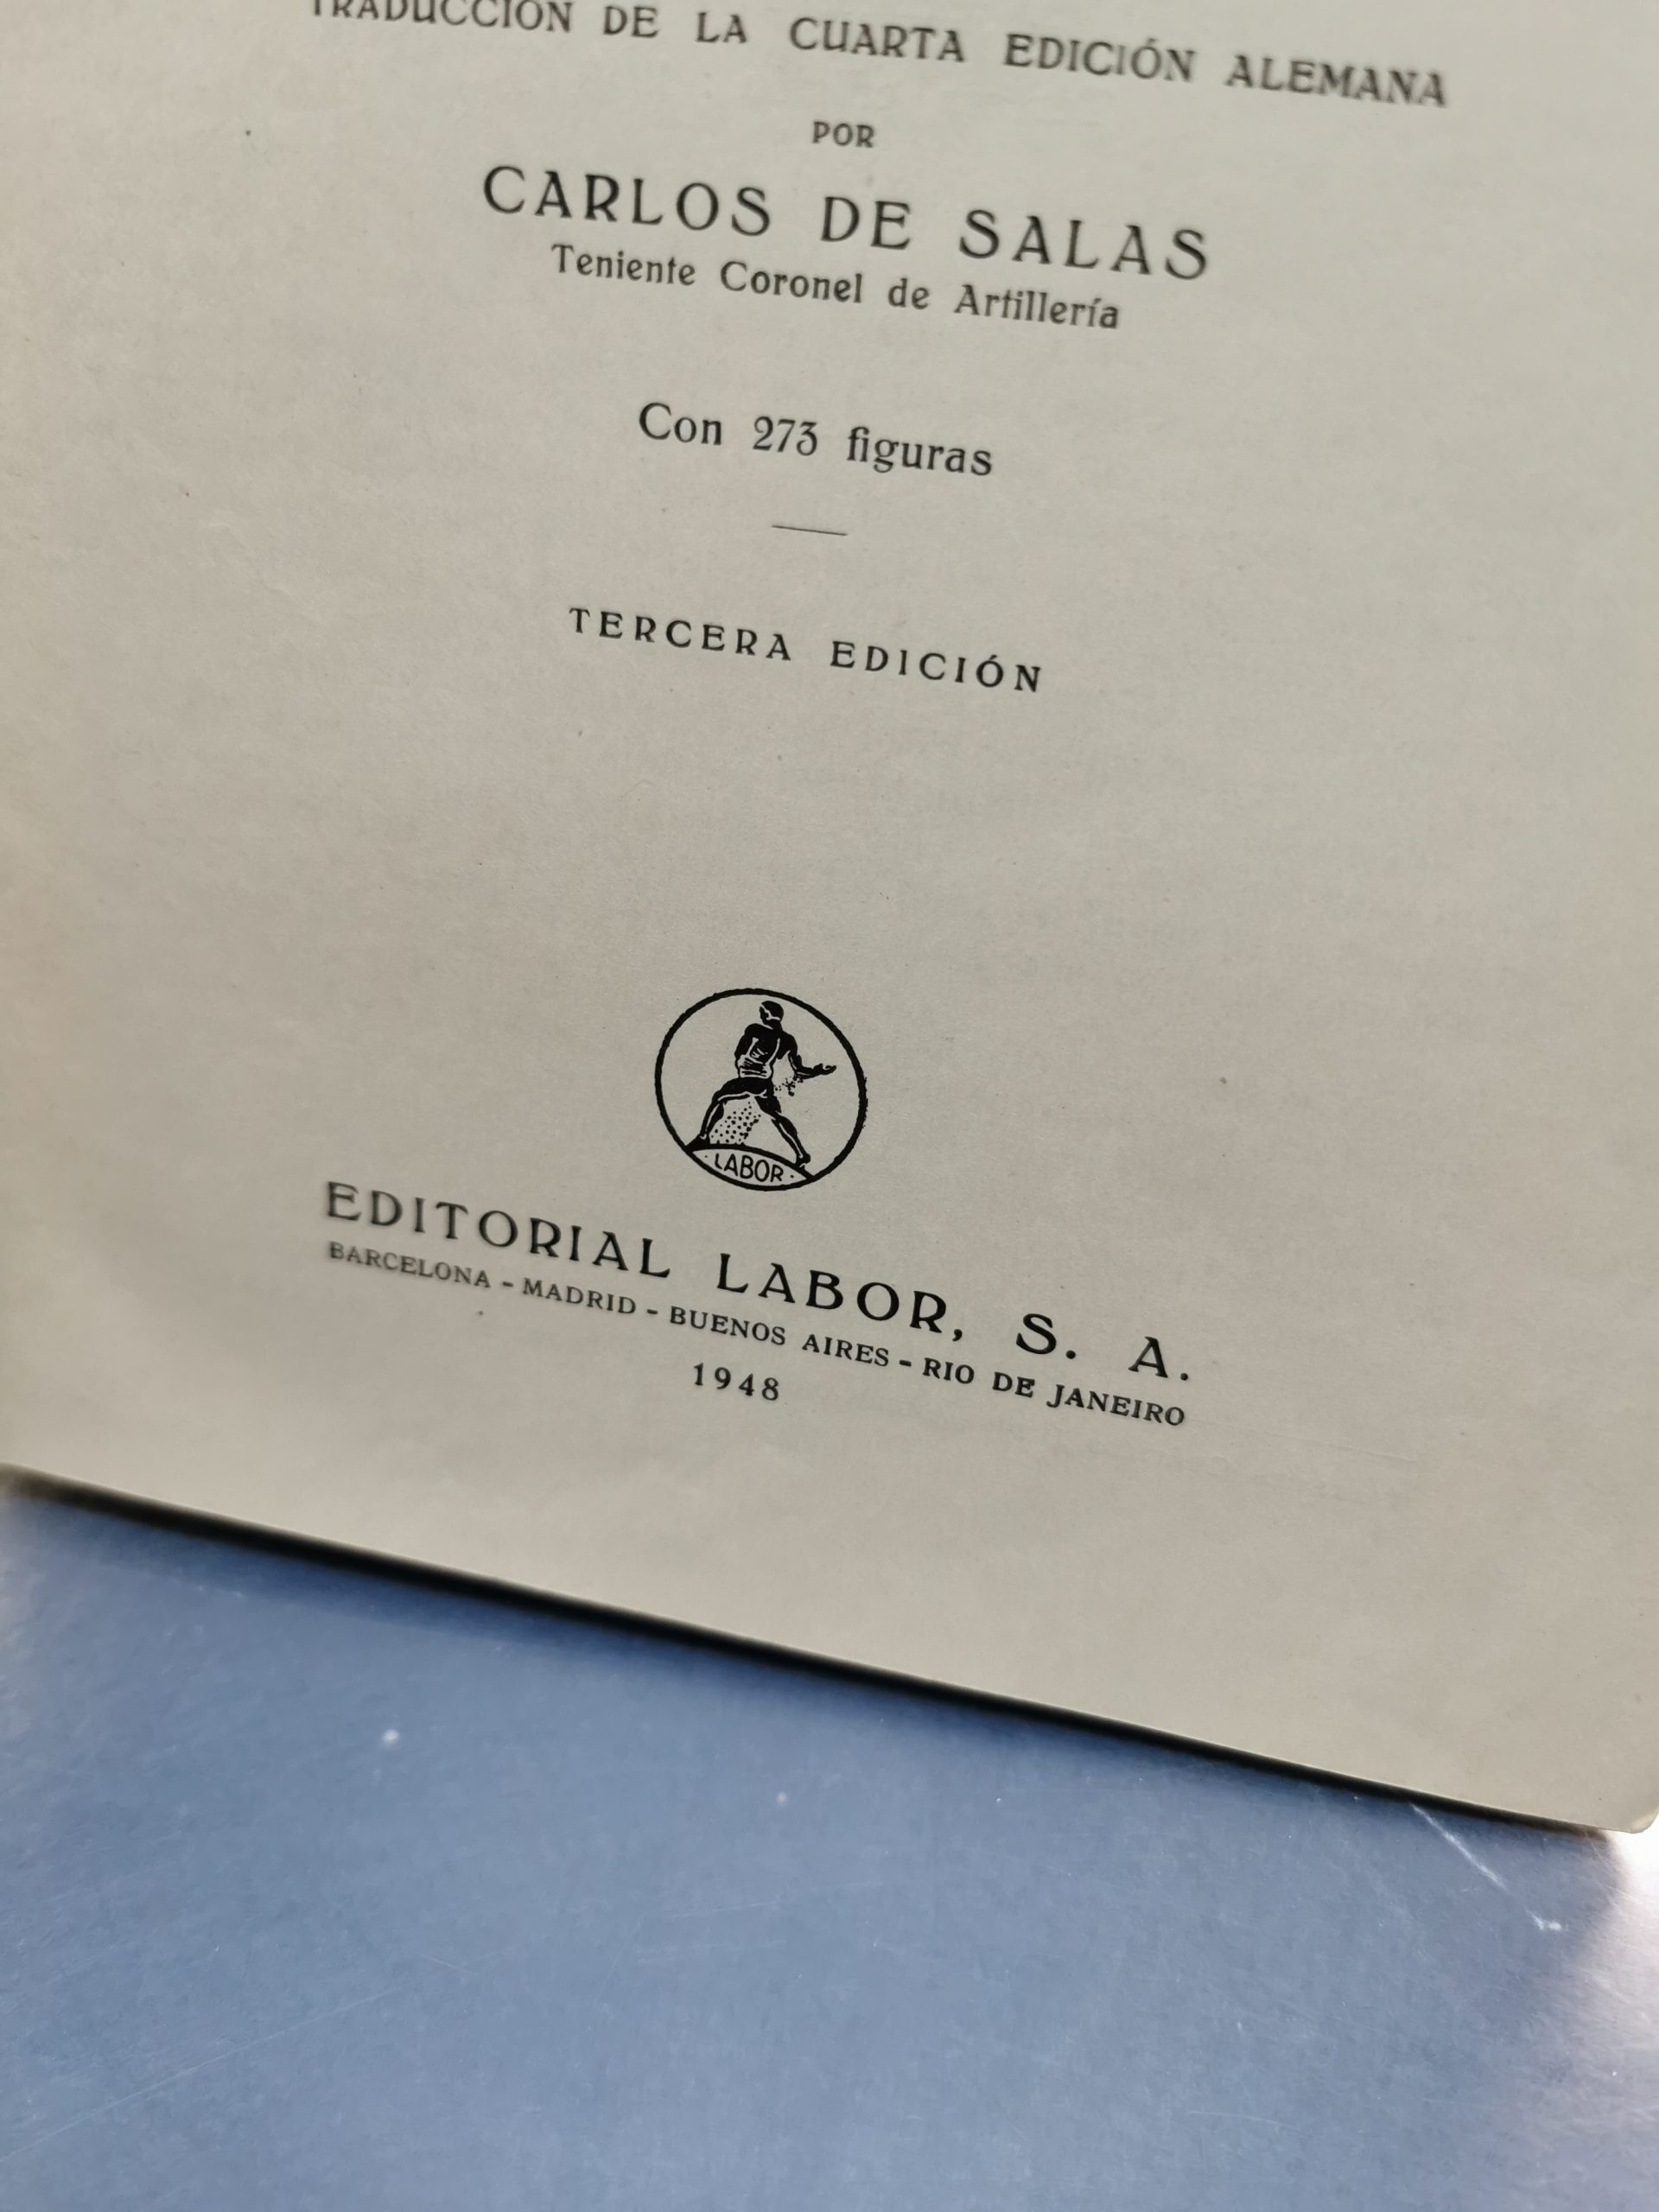 TRADUCCIÓN DE LA CUARTA EDICIÓN ALEMANA
POR
CARLOS DE SALAS
Teniente Coronel de Artillería
Con 273 figuras
TERCERA EDICIÓN
· LABOR ·
EDITORIAL LABOR, S. A.
BARCELONA - MADRID - BUENOS AIRES - RIO DE JANEIRO
1948